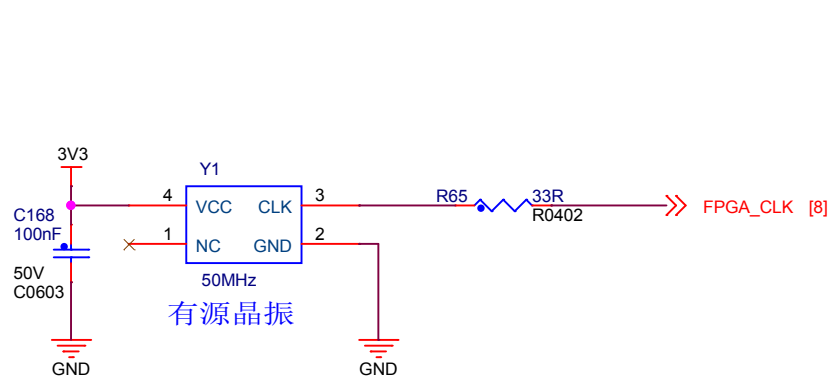 3V3
Y1
C168
100nF
50V
C0603
GND
4
1
VCC
CLK
NC
GND
3
2
50MHz
有源晶振
GND
R65
33R
R0402
FPGA_CLK [8]